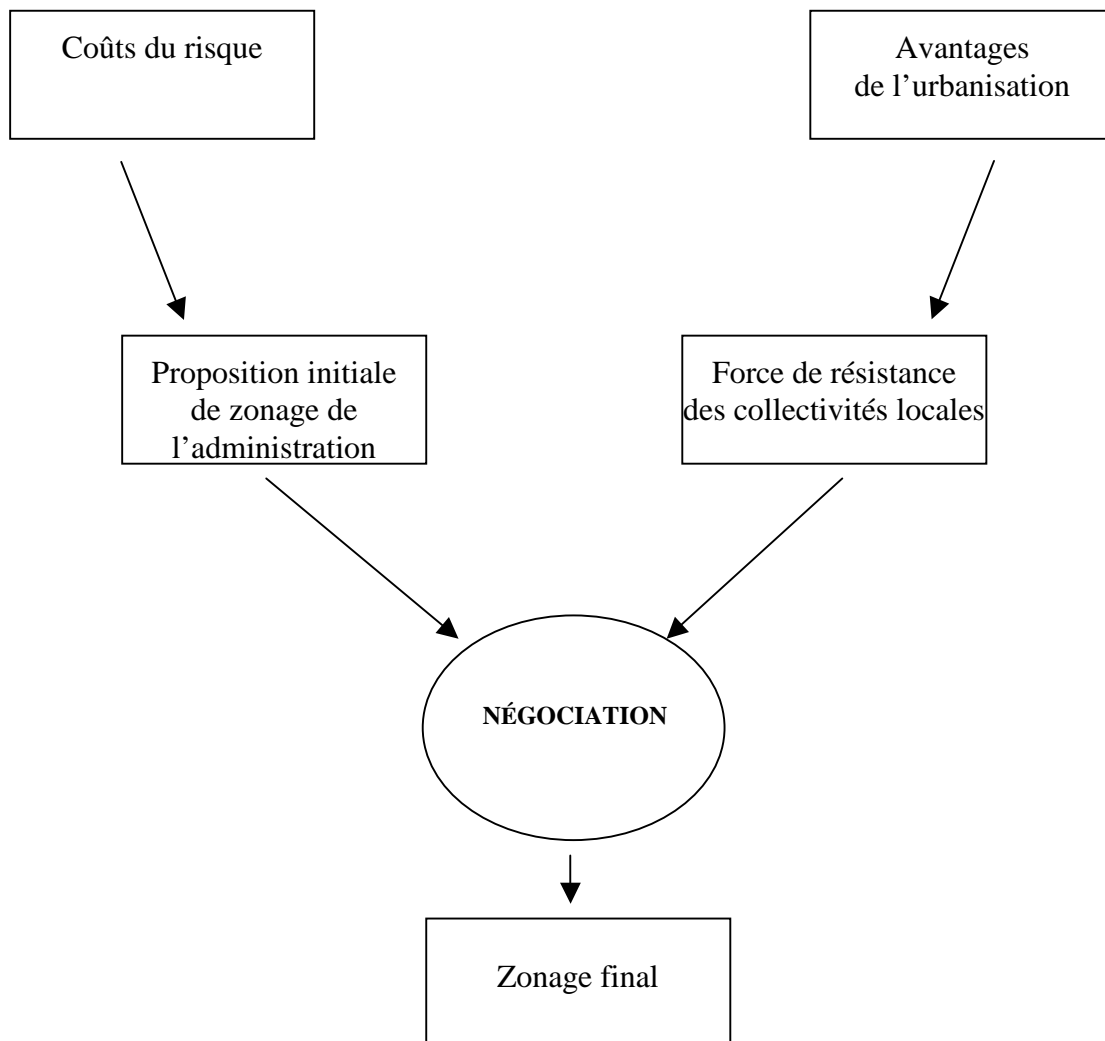 Coûts du risque
Avantages
de l’urbanisation
Proposition initiale
de zonage de
l’administration
Force de résistance
des collectivités locales
NÉGOCIATION
Zonage final